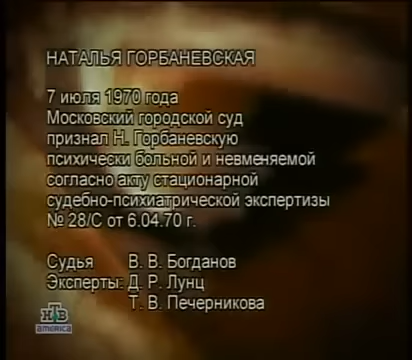 НАТАЛЬЯ ГОРБАНЕВСКАЯ
7 июля 1970 года
Московский городской суд
признал Н. Горбаневскую
психически больной и невменяемой
согласно акту стационарной
судебно-психиатрической экспертизы
№ 28/С от 6.04.70 г.
Судья В. В. Богданов
Эксперты: Д. Р. Лунц
Т. В. Печерникова
НТВ
AMERICA